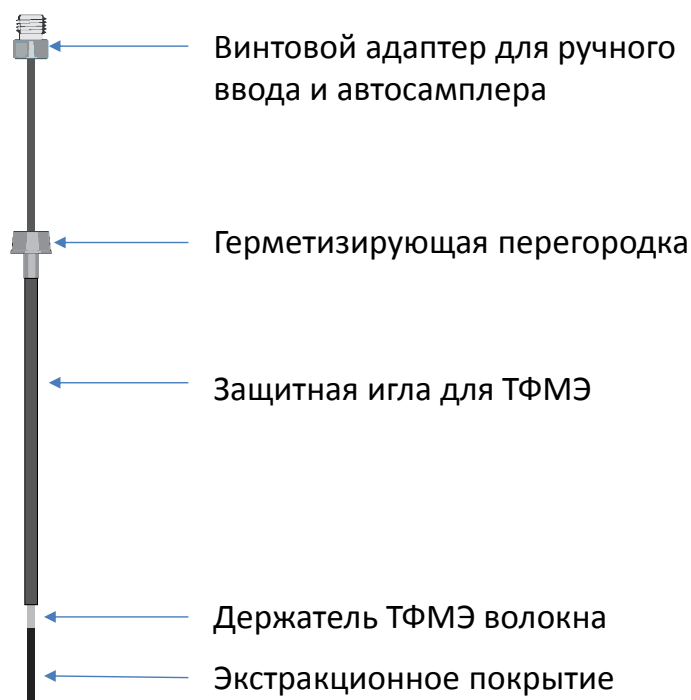 Винтовой адаптер для ручного
ввода и автосамплера
Герметизирующая перегородка
Защитная игла для ТФМЭ
Держатель ТФМЭ волокна
Экстракционное покрытие